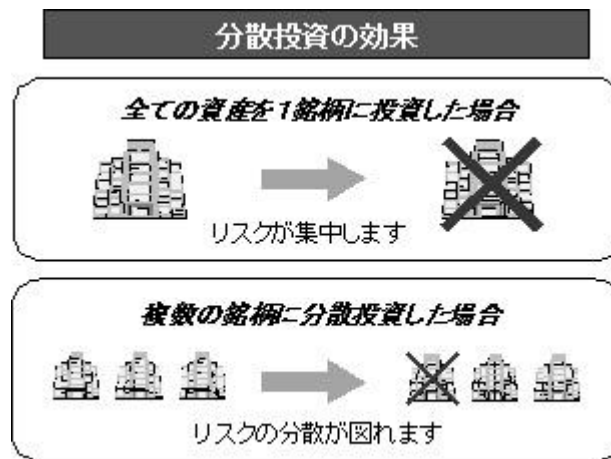 分散投資の効果
全ての資産を1銘柄に投資した場合
リスクが集中します
複数の銘柄に分散投資した場合
リスクの分散が図れます